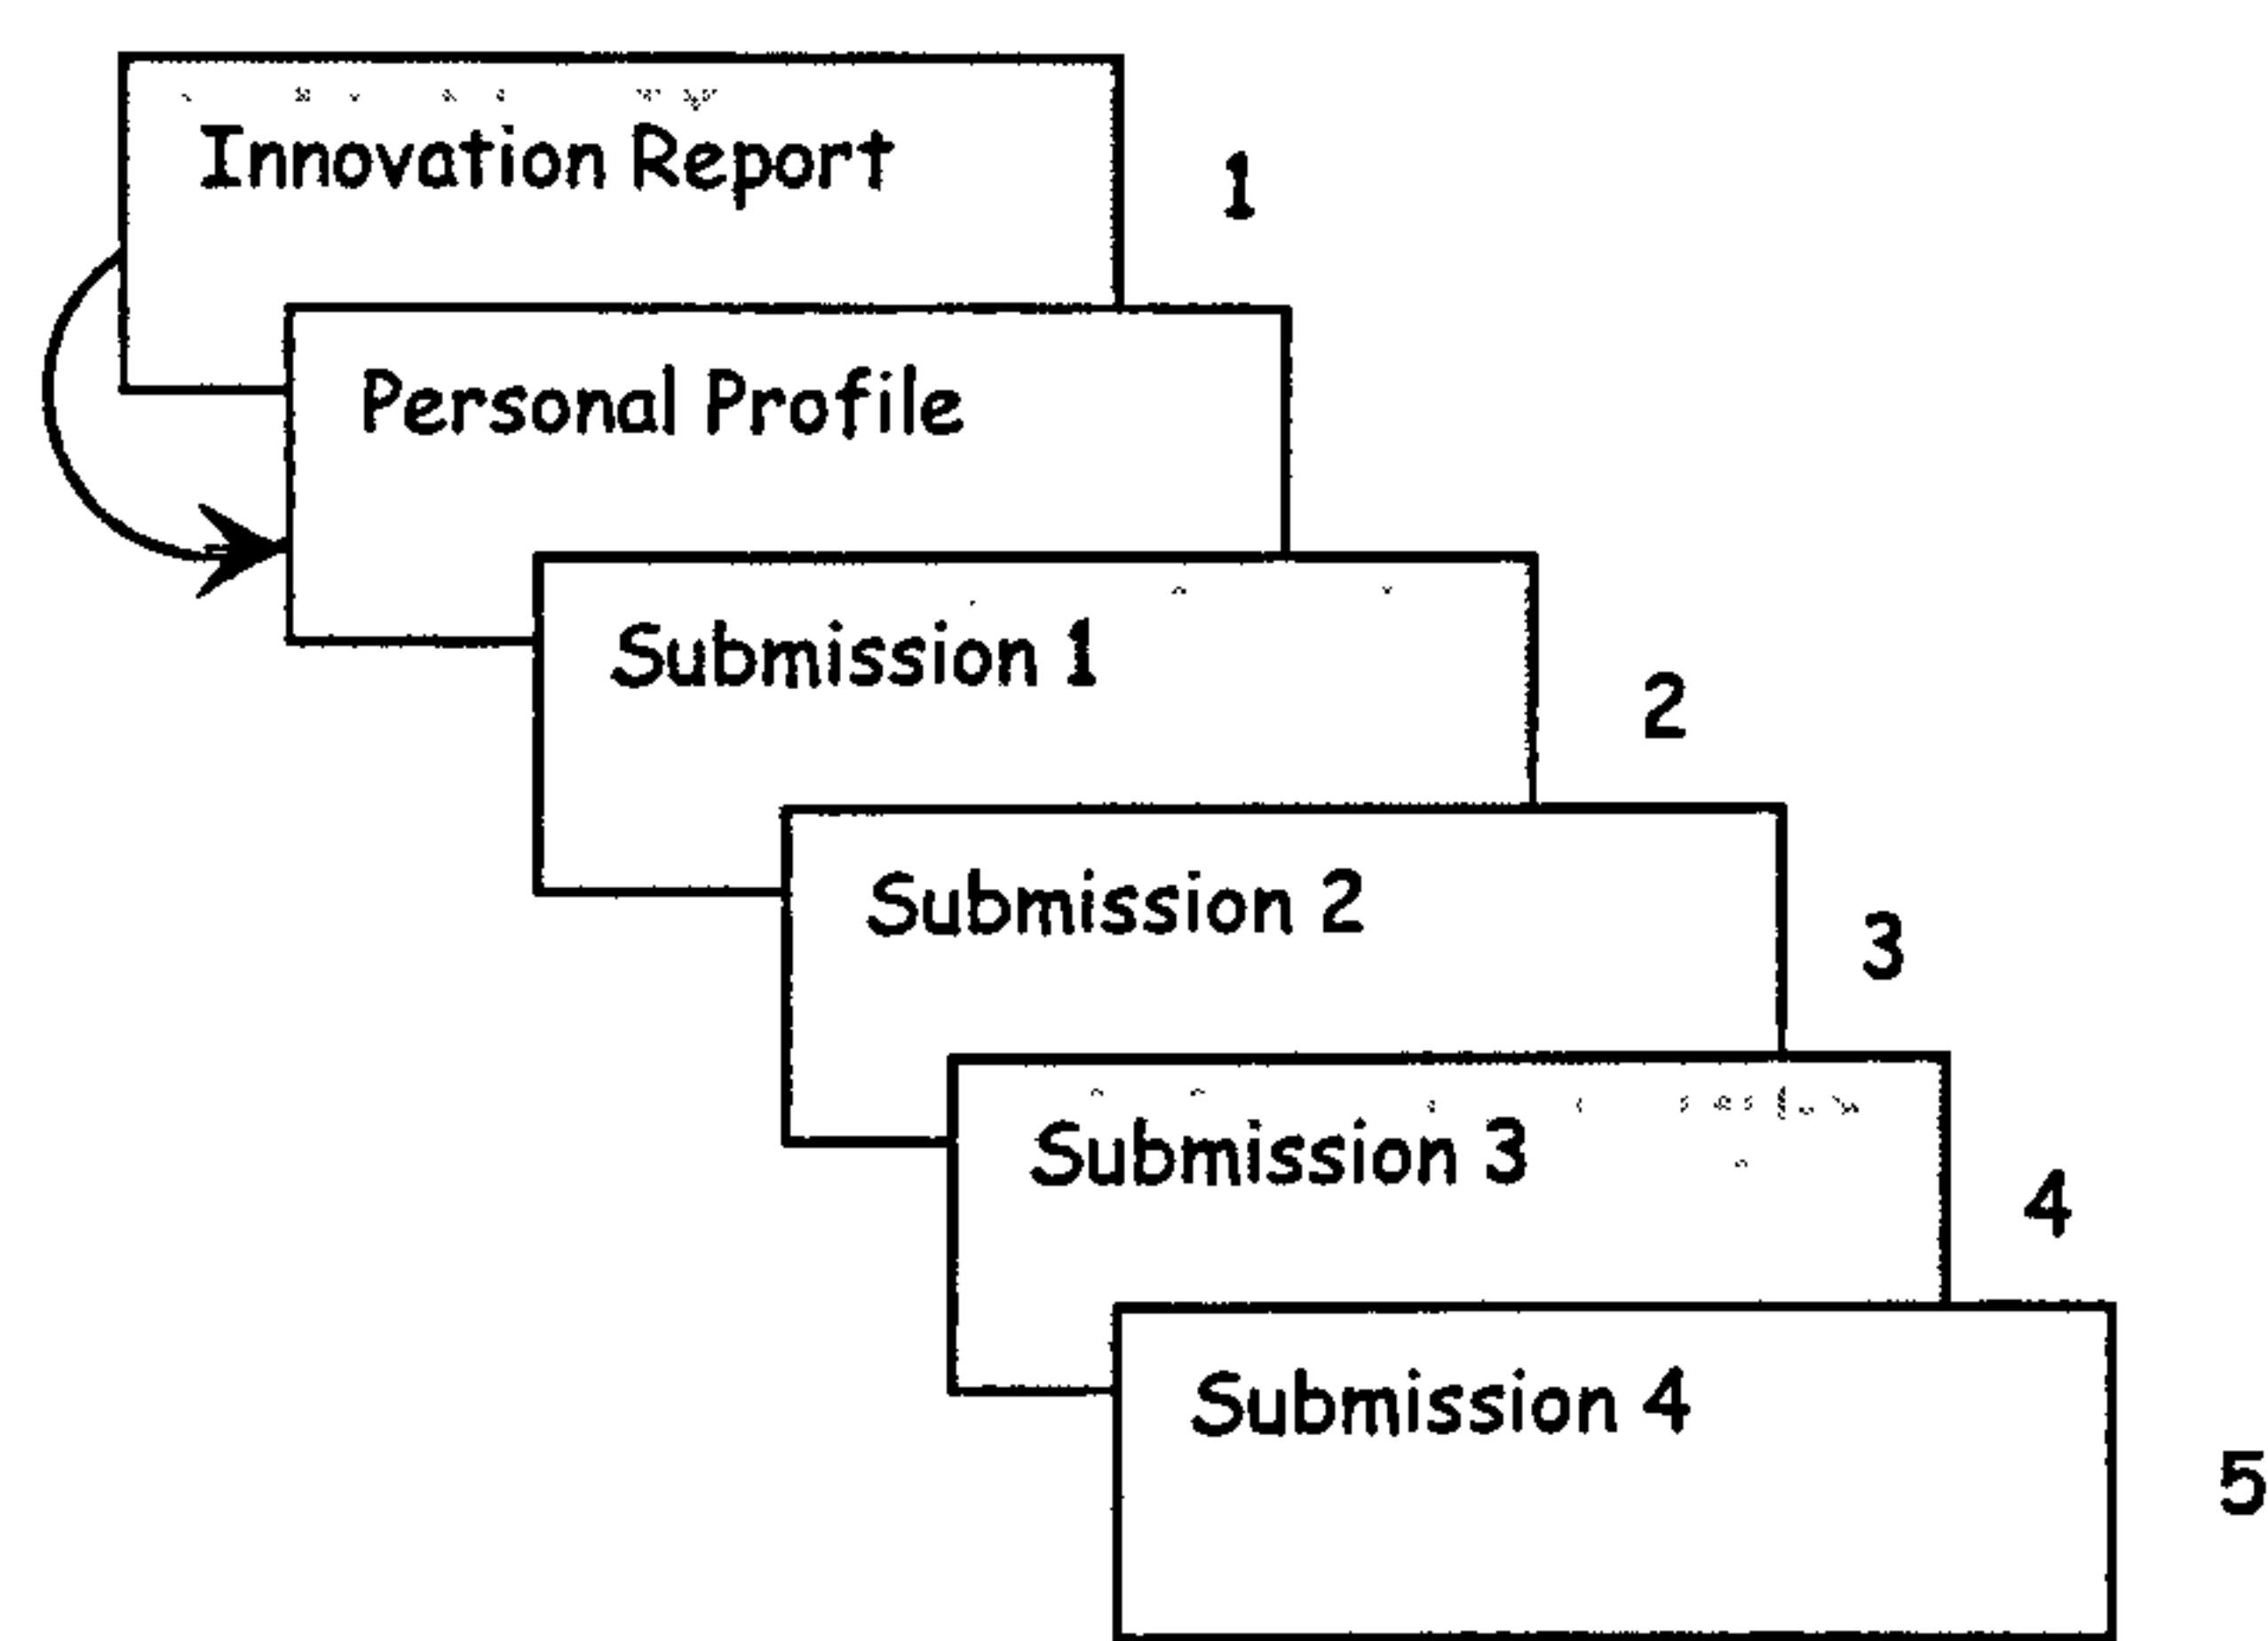 Innovation Report
1
Personal Profile
Submission 1
2
Submission 2
3
Submission 3
4
Submission 4
5